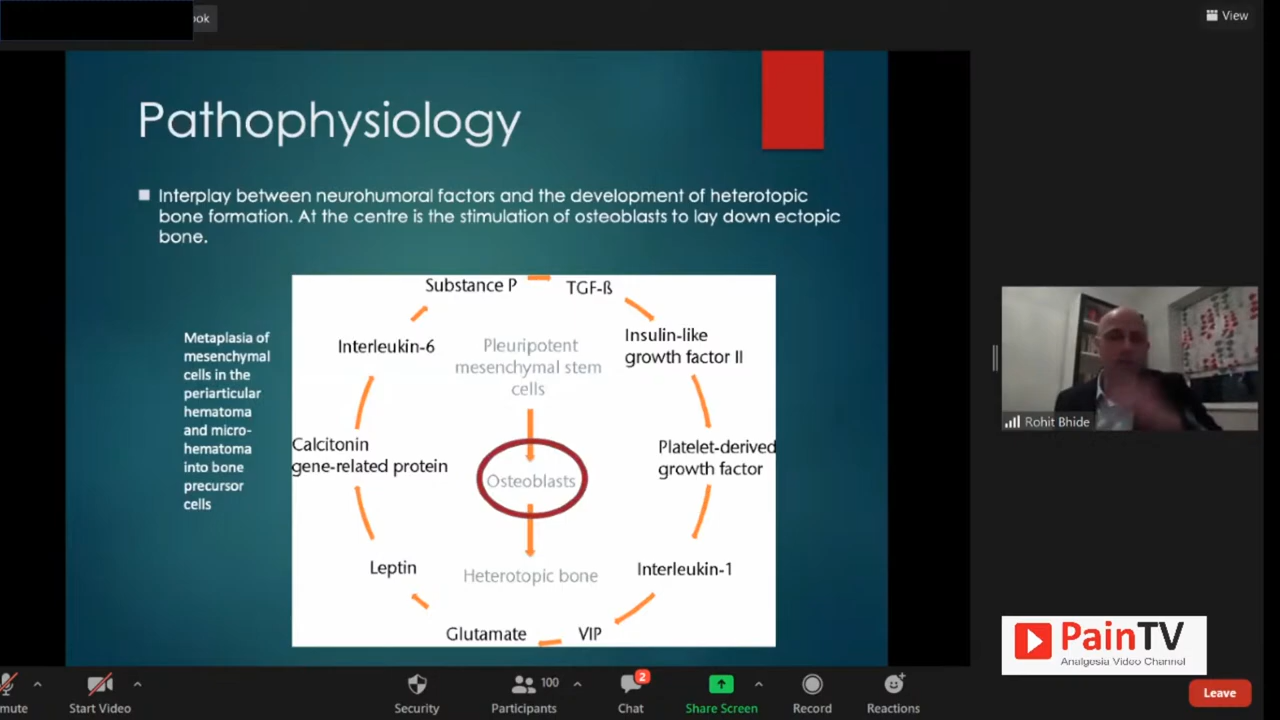 ook
View
Pathophysiology
Interplay between neurohumoral factors and the development of heterotopic
bone formation. At the centre is the stimulation of osteoblasts to lay down ectopic
bone.
Metaplasia of
mesenchymal
cells in the
periarticular
hematoma
and micro-
hematoma
into bone
precursor
cells
Substance P
TGF-ß
Insulin-like
growth factor II
Platelet-derived
growth factor
Interleukin-1
VIP
Glutamate
Leptin
Calcitonin
gene-related protein
Interleukin-6
Pleuripotent
mesenchymal stem
cells
Osteoblasts
Heterotopic bone
Rohit Bhide
PainTV
Analgesia Video Channel
mute
Start Video
Security
100
Participants
2
Chat
Share Screen
Record
Reactions
Leave